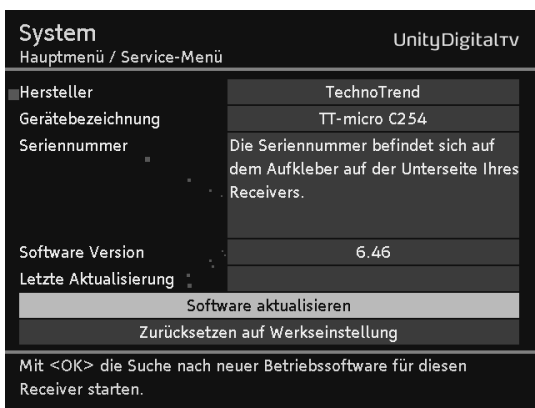 System
UnityDigitalTV
Hauptmenü / Service-Menü
Hersteller
TechnoTrend
Gerätebezeichnung
TT-micro C254
Seriennummer
Die Seriennummer befindet sich auf
dem Aufkleber auf der Unterseite Ihres
Receivers.
Software Version
6.46
Letzte Aktualisierung
Software aktualisieren
Zurücksetzen auf Werkseinstellung
Mit <OK> die Suche nach neuer Betriebssoftware für diesen
Receiver starten.